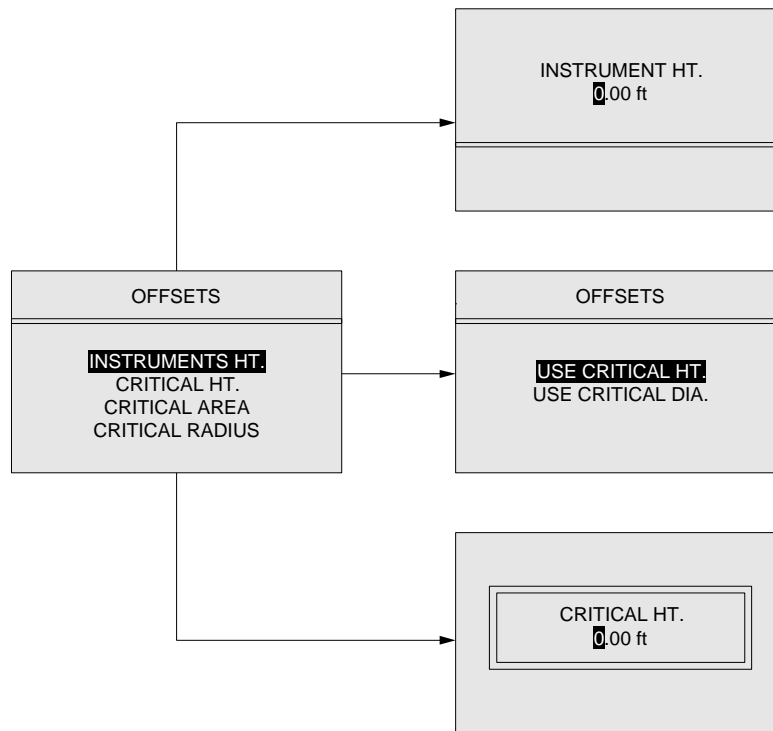 INSTRUMENT HT.
0.00 ft
OFFSETS
INSTRUMENTS HT.
CRITICAL HT.
CRITICAL AREA
CRITICAL RADIUS
OFFSETS
USE CRITICAL HT.
USE CRITICAL DIA.
CRITICAL HT.
0.00 ft